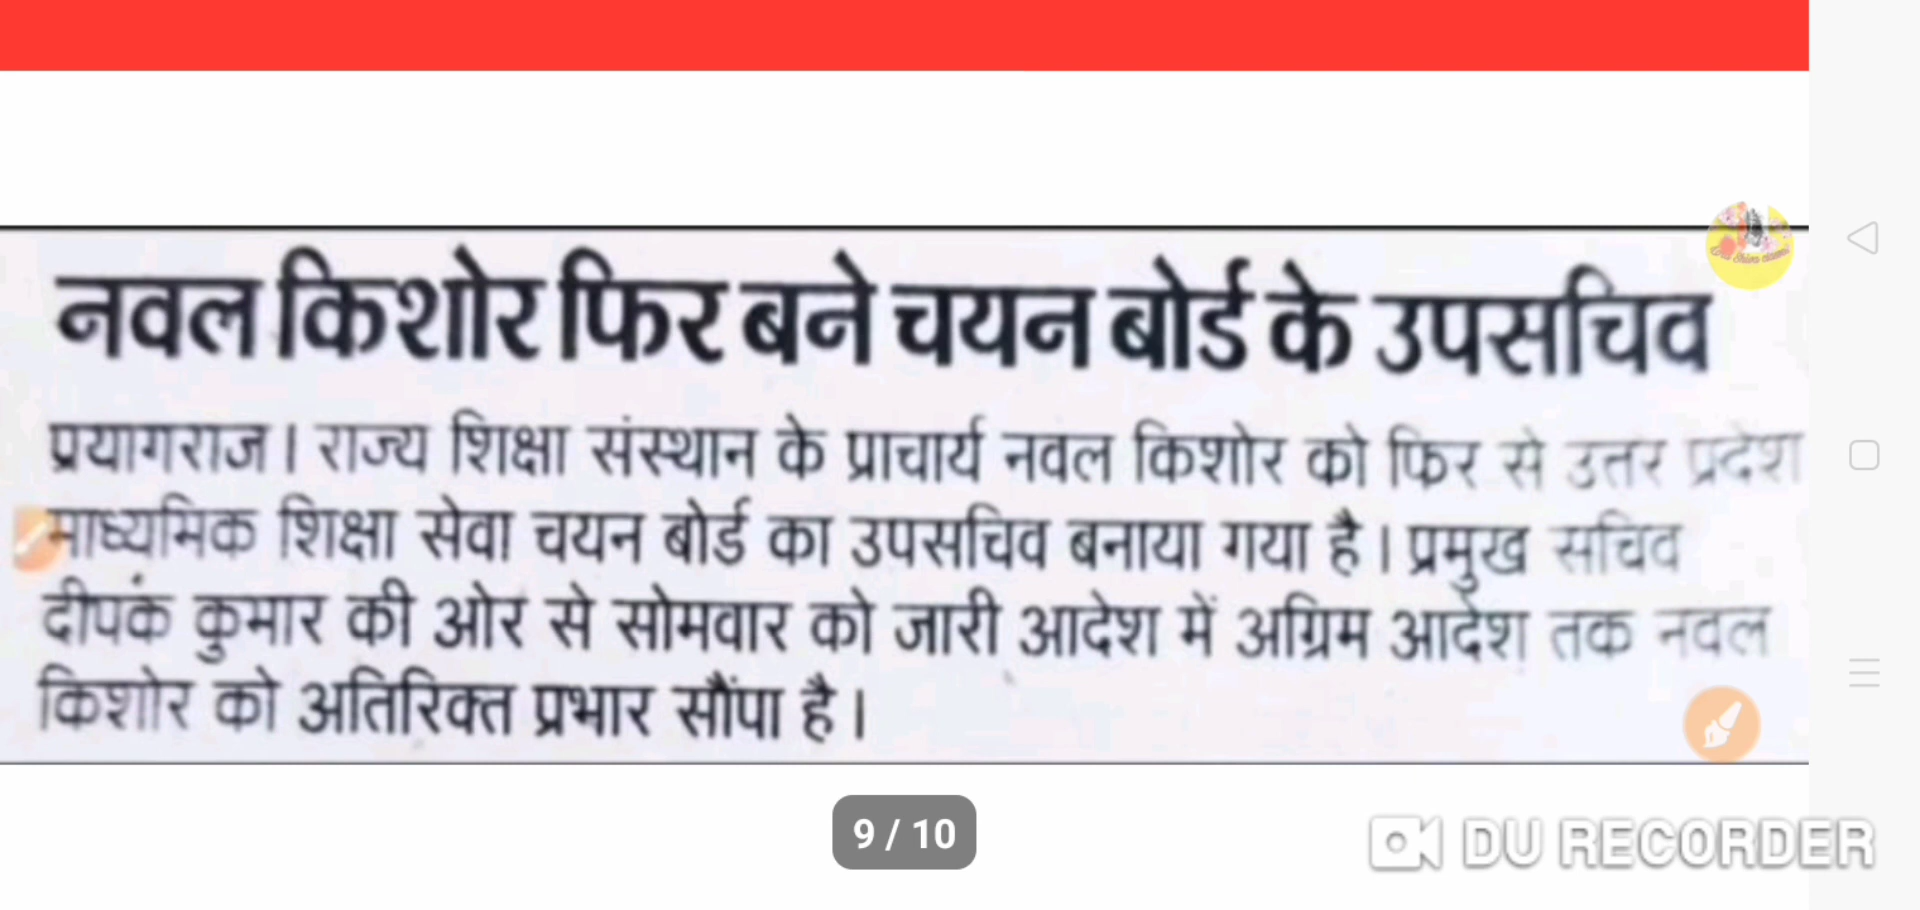 नवल किशोर फिर बने चयन बोर्ड के उपसचिव
प्रयागराज। राज्य शिक्षा संस्थान के प्राचार्य नवल किशोर को फिर से उत्तर प्रदेश
माध्यमिक शिक्षा सेवा चयन बोर्ड का उपसचिव बनाया गया है। प्रमुख सचिव
दीपक कुमार की ओर से सोमवार को जारी आदेश में अग्रिम आदेश तक नवल
किशोर को अतिरिक्त प्रभार सौंपा है।
9 / 10
DU RECORDER